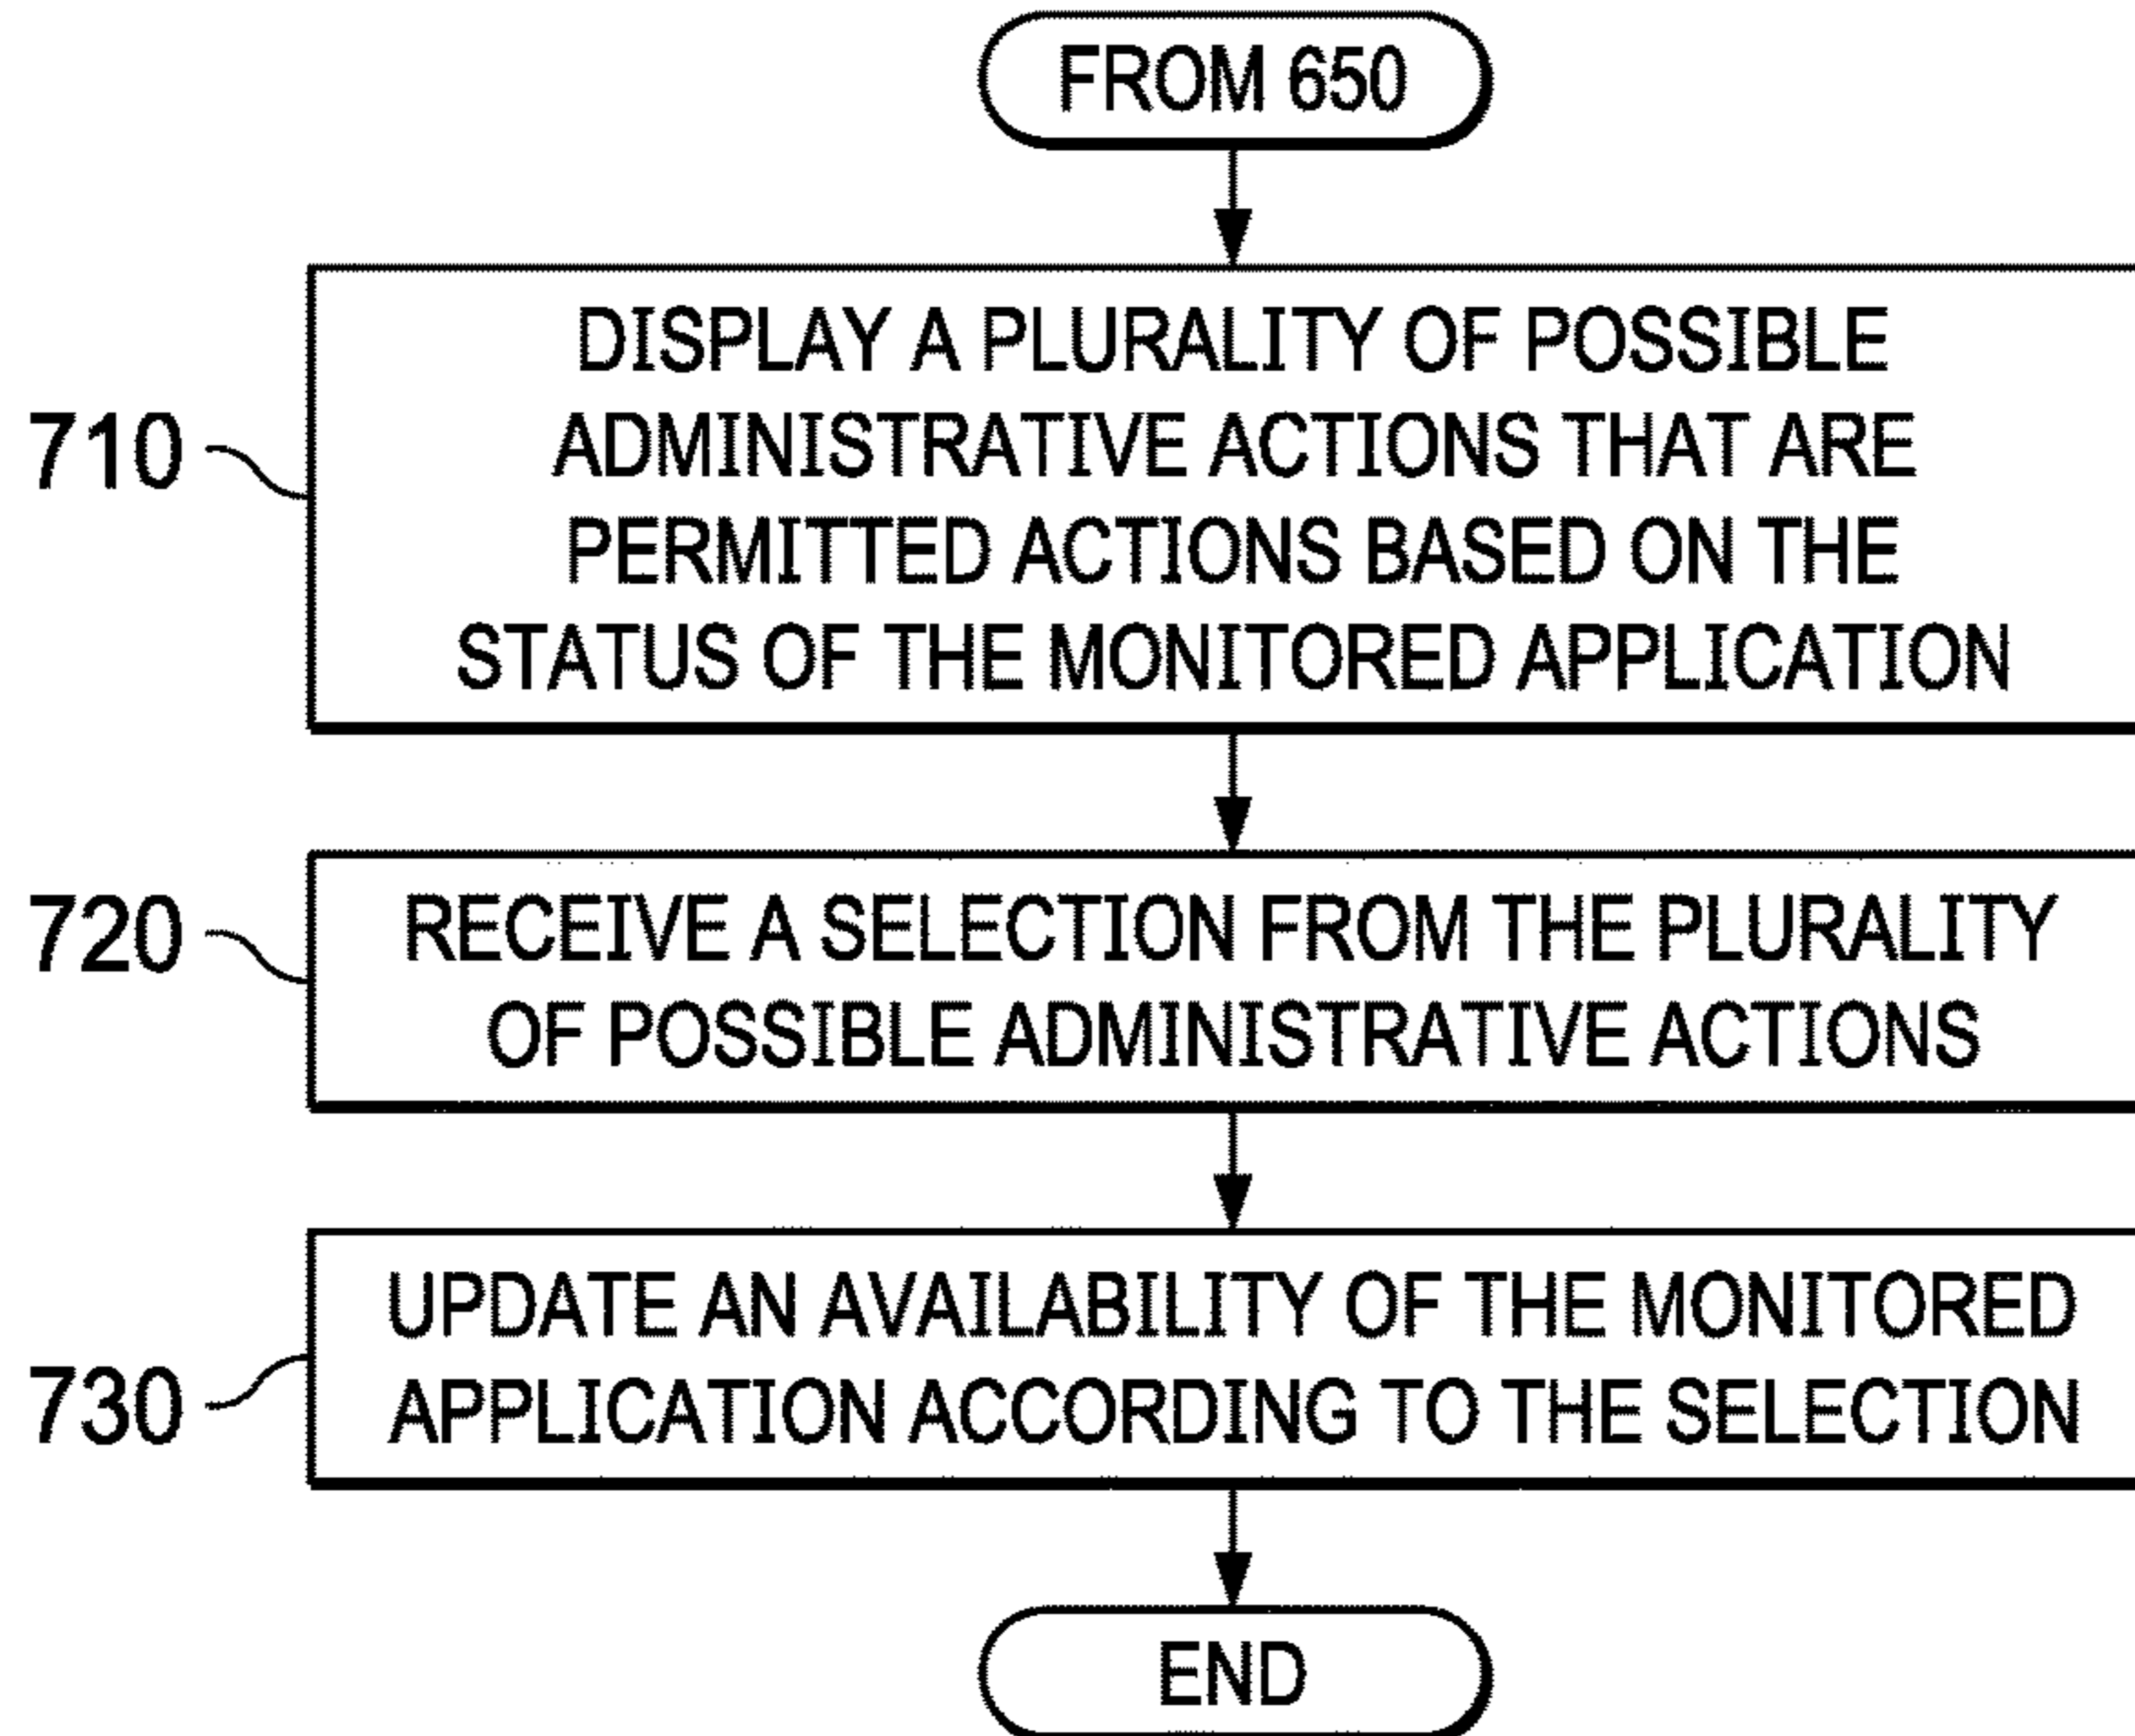 FROM 650
DISPLAY A PLURALITY OF POSSIBLE
ADMINISTRATIVE ACTIONS THAT ARE
PERMITTED ACTIONS BASED ON THE
STATUS OF THE MONITORED APPLICATION
710
RECEIVE A SELECTION FROM THE PLURALITY
OF POSSIBLE ADMINISTRATIVE ACTIONS
720
UPDATE AN AVAILABILITY OF THE MONITORED
APPLICATION ACCORDING TO THE SELECTION
730
END